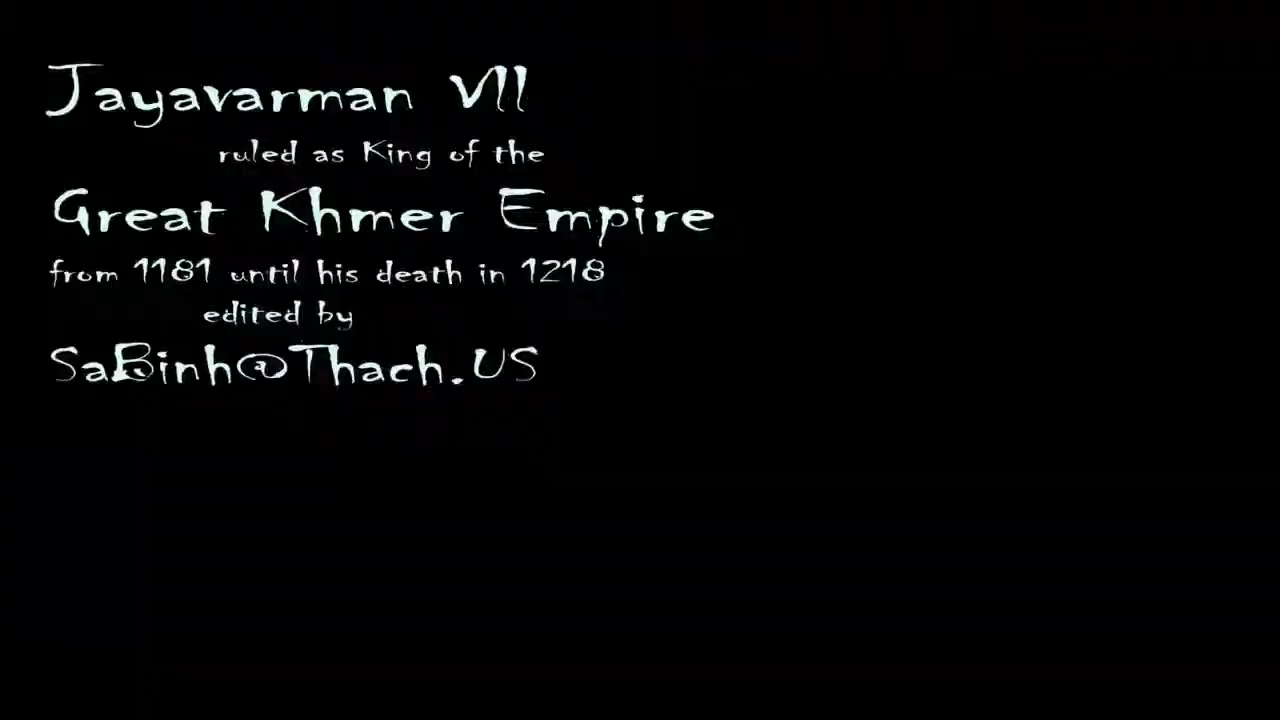 Jayavarman VII
ruled as King of the
Great Khmer Empire
from 1181 until his death in 1218
edited by
SaBinh@Thach.US